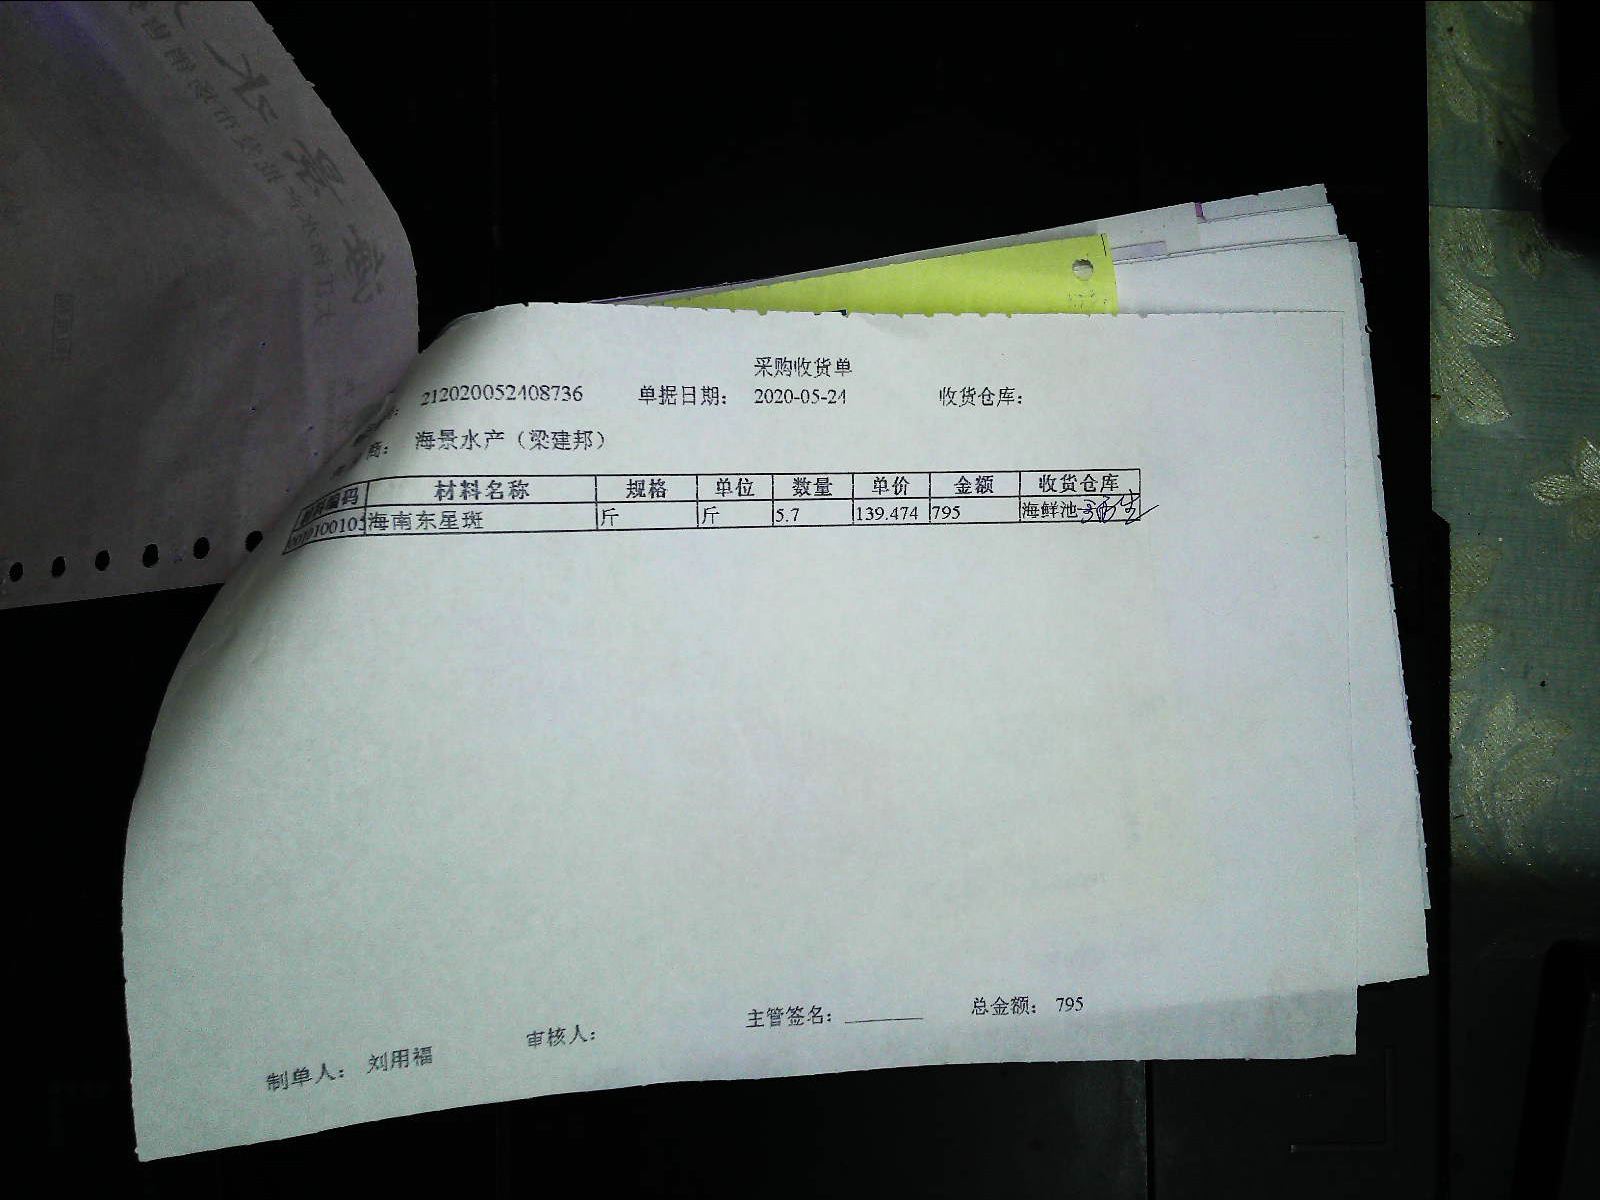 采购收货单
212020052408736 单据日期: 2020-05-24 收货仓库:
商: 海景水产（梁建邦）
编码 材料名称 规格 单位 数量 单价 金额 收货仓库
海南东星斑 斤 斤 5.7 139.474 795 海鲜池
主管签名: 总金额: 795
制单人: 刘用福 审核人: